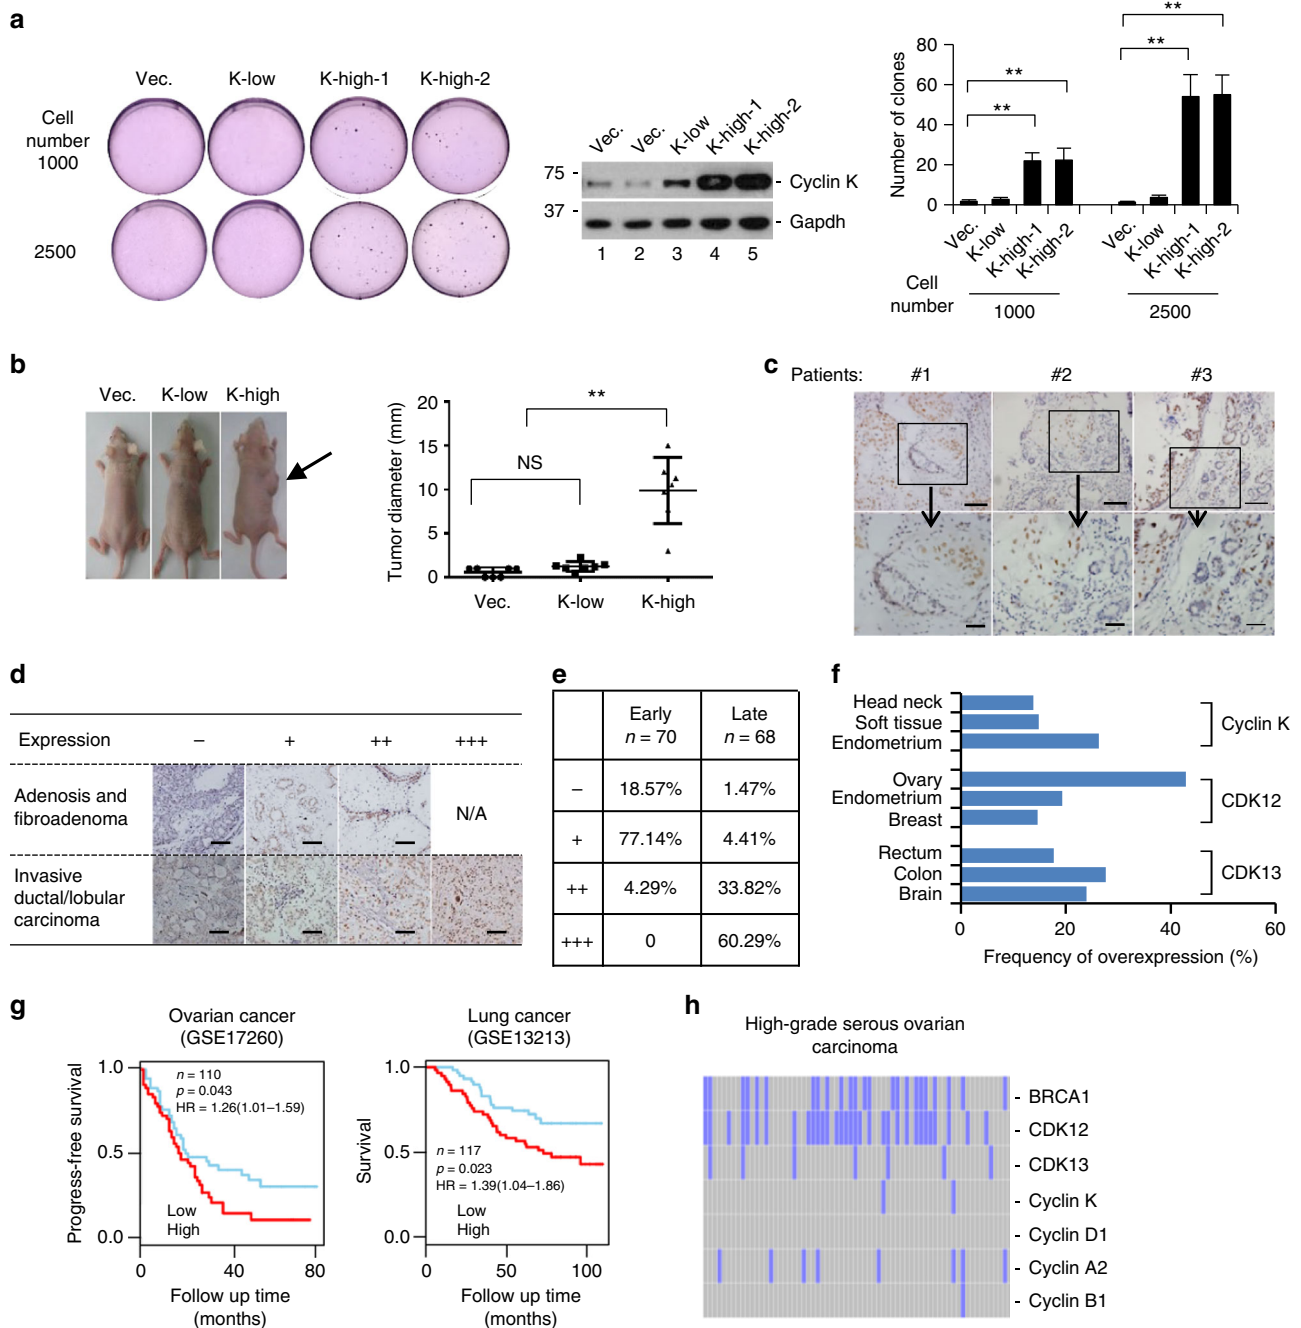 a
Vec. K-low K-high-1 K-high-2
Cell
number
1000
2500
Vec. Vec. K-low K-high-1 K-high-2
75
37
Cyclin K
Gapdh
1 2 3 4 5
Number of clones
80
60
40
20
0
** ** ** **
Vec. K-low K-high-1 K-high-2 Vec. K-low K-high-1 K-high-2
Cell
number
1000 2500
b
Vec. K-low K-high
Tumor diameter (mm)
20
15
10
5
0
NS
**
Vec. K-low K-high
c
Patients: #1 #2 #3
d
Expression – + ++ +++
Adenosis and
fibroadenoma
N/A
Invasive
ductal/lobular
carcinoma
e
Early Late
n = 70 n = 68
– 18.57% 1.47%
+ 77.14% 4.41%
++ 4.29% 33.82%
+++ 0 60.29%
f
Head neck
Soft tissue
Endometrium
Cyclin K
Ovary
Endometrium
Breast
CDK12
Rectum
Colon
Brain
CDK13
0 20 40 60
Frequency of overexpression (%)
g
Ovarian cancer
(GSE17260)
Progress-free survival
1.0
0.5
0.0
n = 110
p = 0.043
HR = 1.26(1.01–1.59)
Low
High
0 40 80
Follow up time
(months)
Lung cancer
(GSE13213)
Survival
1.0
0.5
0.0
n = 117
p = 0.023
HR = 1.39(1.04–1.86)
Low
High
0 50 100
Follow up time
(months)
h
High-grade serous ovarian
carcinoma
BRCA1
CDK12
CDK13
Cyclin K
Cyclin D1
Cyclin A2
Cyclin B1